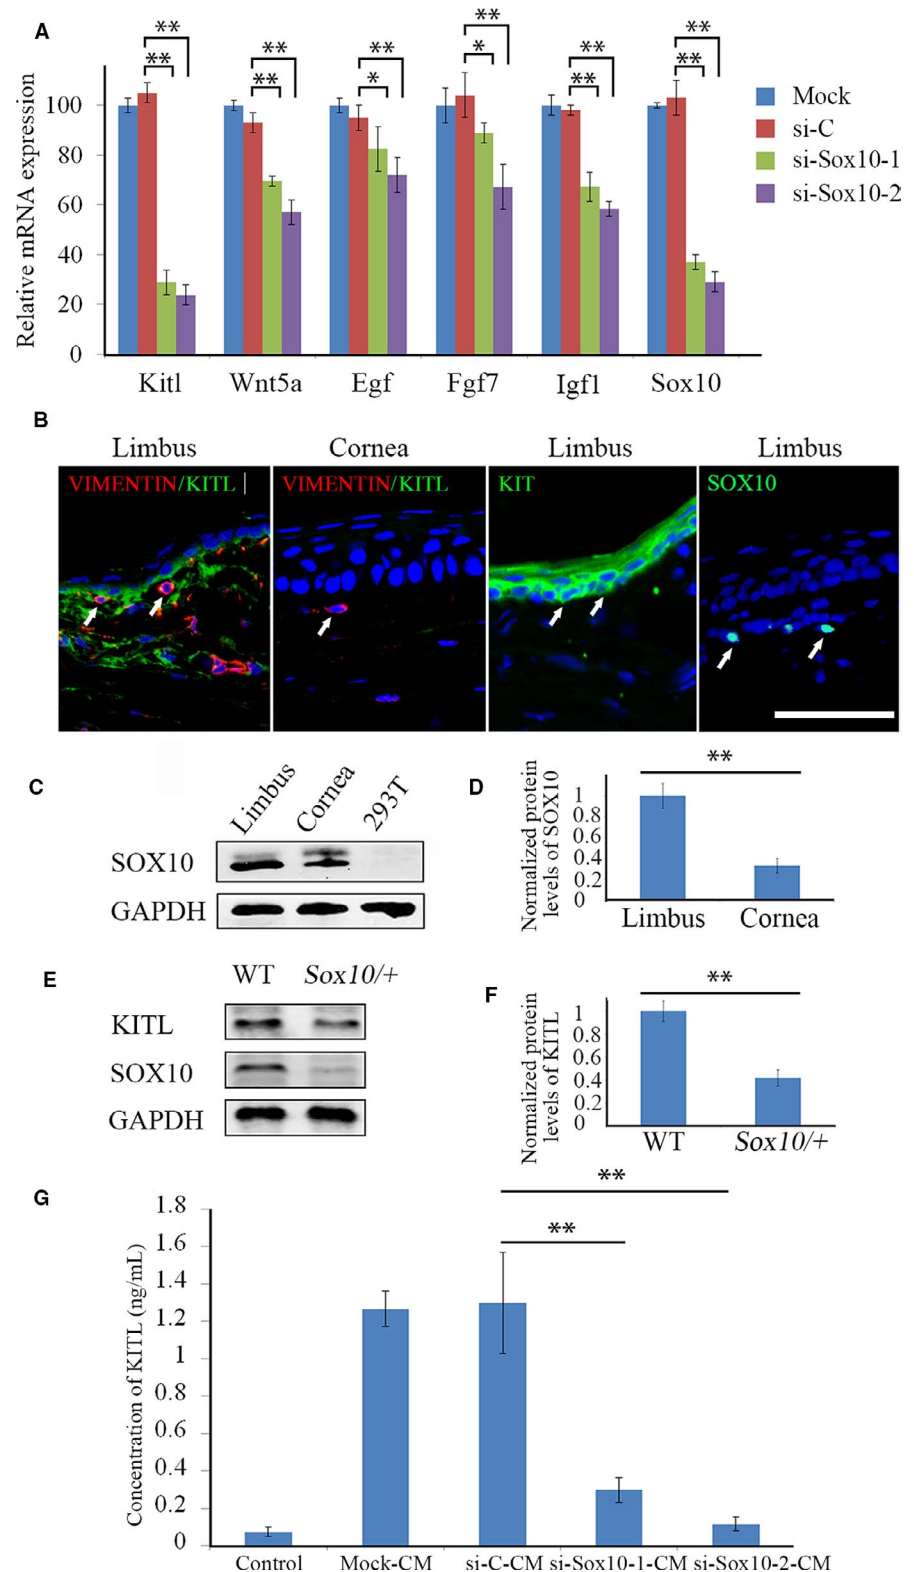 A
** ** ** ** ** **
** ** * * ** **
Relative mRNA expression
100
80
60
40
20
0
Kitl Wnt5a Egf Fgf7 Igf1 Sox10
Mock
si-C
si-Sox10-1
si-Sox10-2
B
Limbus Cornea Limbus Limbus
VIMENTIN/KITL VIMENTIN/KITL KIT SOX10
C
Limbus Cornea 293T
SOX10
GAPDH
D
**
Normalized protein
levels of SOX10
1
0.8
0.6
0.4
0.2
0
Limbus Cornea
E
WT Sox10/+
KITL
SOX10
GAPDH
F
**
Normalized protein
levels of KITL
1
0.8
0.6
0.4
0.2
0
WT Sox10/+
G
**
**
Concentration of KITL (ng/mL)
1.8
1.6
1.4
1.2
1
0.8
0.6
0.4
0.2
0
Control Mock-CM si-C-CM si-Sox10-1-CM si-Sox10-2-CM